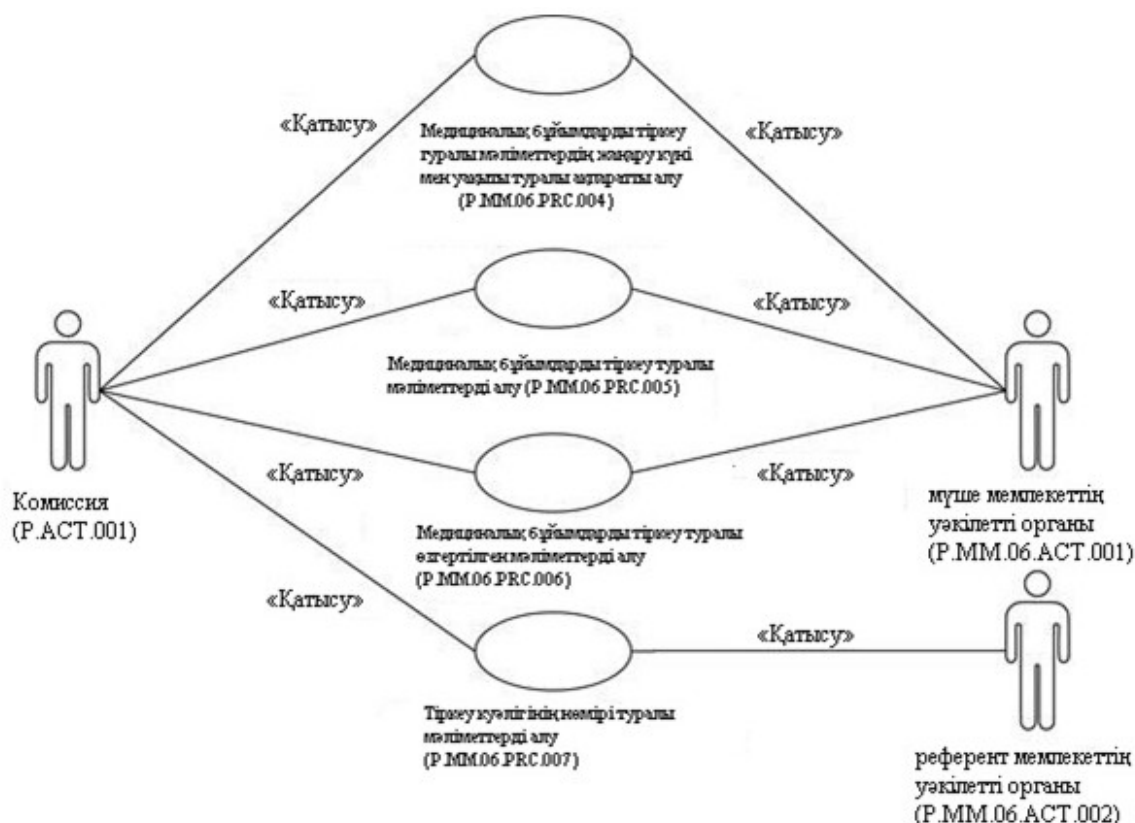 «Қатысу»
«Қатысу»
Медициналық бұйымдарды тіркеу
туралы мәліметтердің жаңару күні
мен уақыты туралы ақпаратты алу
(P.MM.06.PRC.004)
«Қатысу»
«Қатысу»
Медициналық бұйымдарды тіркеу туралы
мәліметтерді алу (P.MM.06.PRC.005)
«Қатысу»
«Қатысу»
Комиссия
(P.ACT.001)
мүше мемлекеттің
уәкілетті органы
(P.MM.06.ACT.001)
Медициналық бұйымдарды тіркеу туралы
өзгертілген мәліметтерді алу
(P.MM.06.PRC.006)
«Қатысу»
«Қатысу»
Тіркеу куәлігінің нөмірі туралы
мәліметтерді алу
(P.MM.06.PRC.007)
референт мемлекеттің
уәкілетті органы
(P.MM.06.ACT.002)